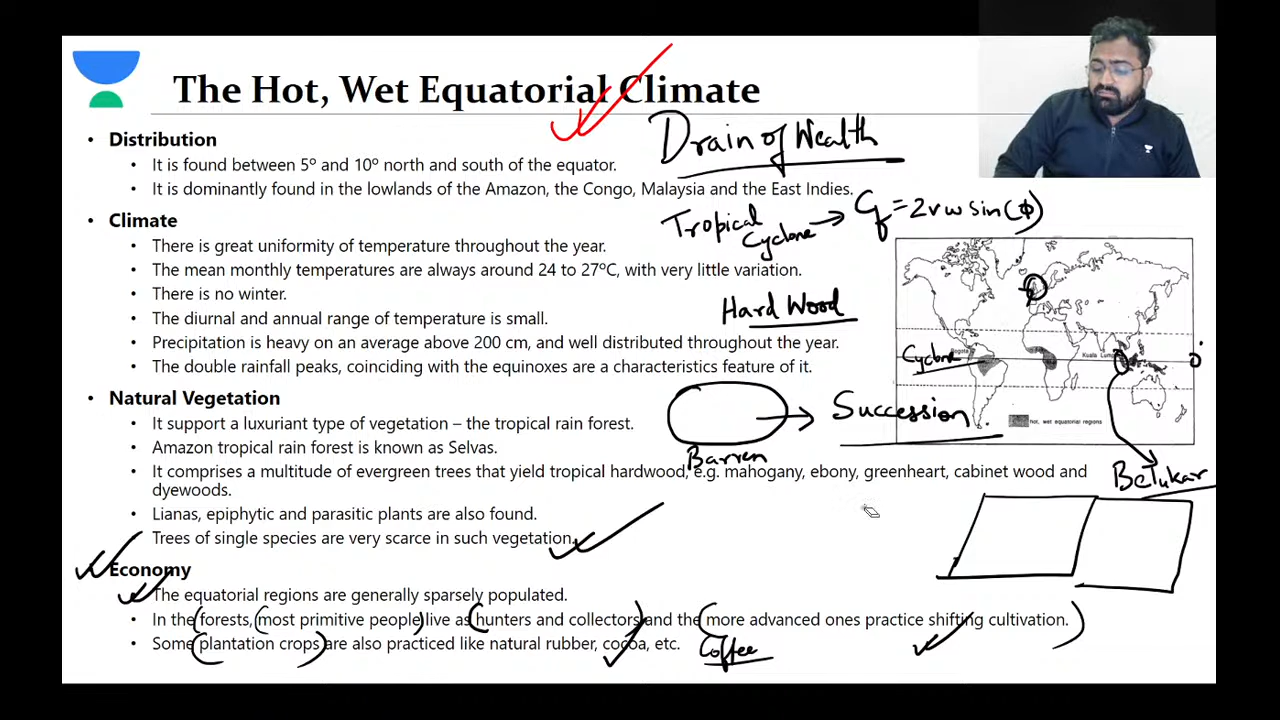 The Hot, Wet Equatorial Climate
Drain of Wealth
• Distribution
• It is found between 5º and 10º north and south of the equator.
• It is dominantly found in the lowlands of the Amazon, the Congo, Malaysia and the East Indies.
Tropical Cyclone → Cf = 2vw sin(ϕ)
• Climate
• There is great uniformity of temperature throughout the year.
• The mean monthly temperatures are always around 24 to 27ºC, with very little variation.
• There is no winter.
Hard Wood
• The diurnal and annual range of temperature is small.
• Precipitation is heavy on an average above 200 cm, and well distributed throughout the year.
• The double rainfall peaks, coinciding with the equinoxes are a characteristics feature of it.
Cyclone
hot, wet equatorial regions
• Natural Vegetation
• It support a luxuriant type of vegetation – the tropical rain forest.
Succession
• Amazon tropical rain forest is known as Selvas.
Barren
• It comprises a multitude of evergreen trees that yield tropical hardwood, e.g. mahogany, ebony, greenheart, cabinet wood and
dyewoods.
Belukar
• Lianas, epiphytic and parasitic plants are also found.
• Trees of single species are very scarce in such vegetation.
• Economy
• The equatorial regions are generally sparsely populated.
• In the forests, most primitive people live as hunters and collectors and the more advanced ones practice shifting cultivation.
• Some plantation crops are also practiced like natural rubber, cocoa, etc.
Coffee